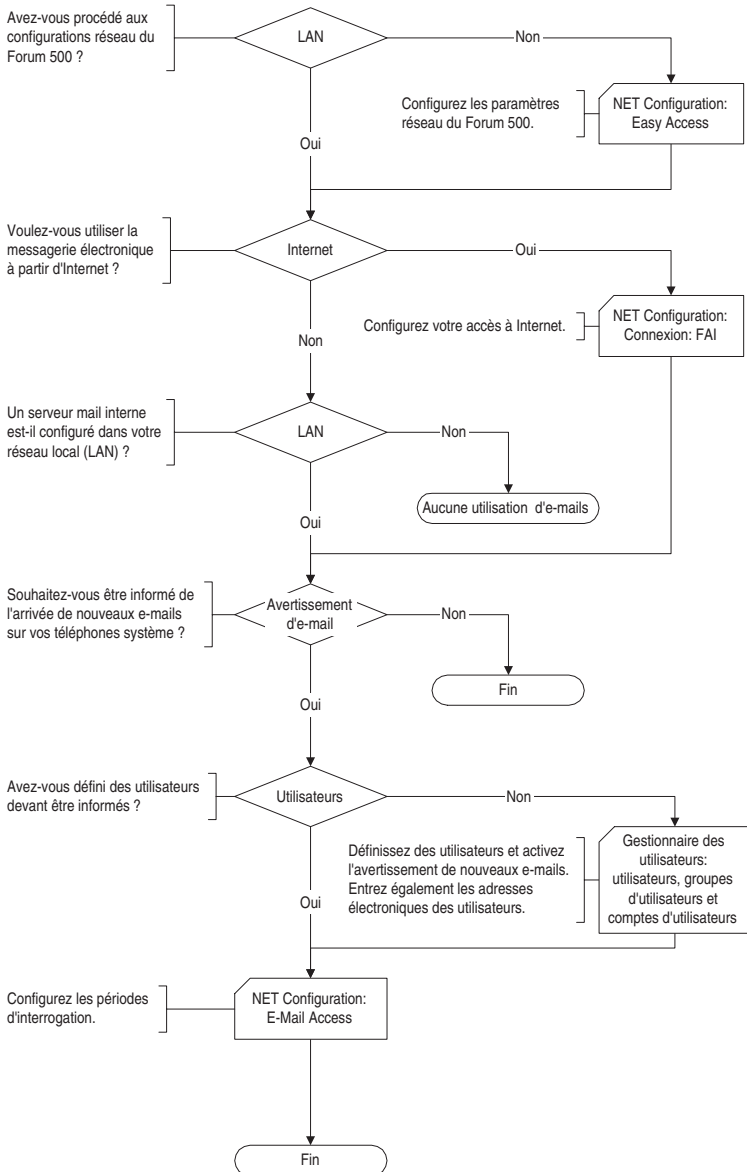 Avez-vous procédé aux
configurations réseau du
Forum 500 ?
LAN
Non
Configurez les paramètres
réseau du Forum 500.
NET Configuration:
Easy Access
Oui
Voulez-vous utiliser la
messagerie électronique
à partir d'Internet ?
Internet
Oui
Configurez votre accès à Internet.
NET Configuration:
Connexion: FAI
Non
Un serveur mail interne
est-il configuré dans votre
réseau local (LAN) ?
LAN
Non
Aucune utilisation d'e-mails
Oui
Souhaitez-vous être informé de
l'arrivée de nouveaux e-mails
sur vos téléphones système ?
Avertissement
d'e-mail
Non
Fin
Oui
Avez-vous défini des utilisateurs
devant être informés ?
Utilisateurs
Non
Définissez des utilisateurs et activez
l'avertissement de nouveaux e-mails.
Entrez également les adresses
électroniques des utilisateurs.
Gestionnaire des
utilisateurs:
utilisateurs, groupes
d'utilisateurs et
comptes d'utilisateurs
Oui
Configurez les périodes
d'interrogation.
NET Configuration:
E-Mail Access
Fin